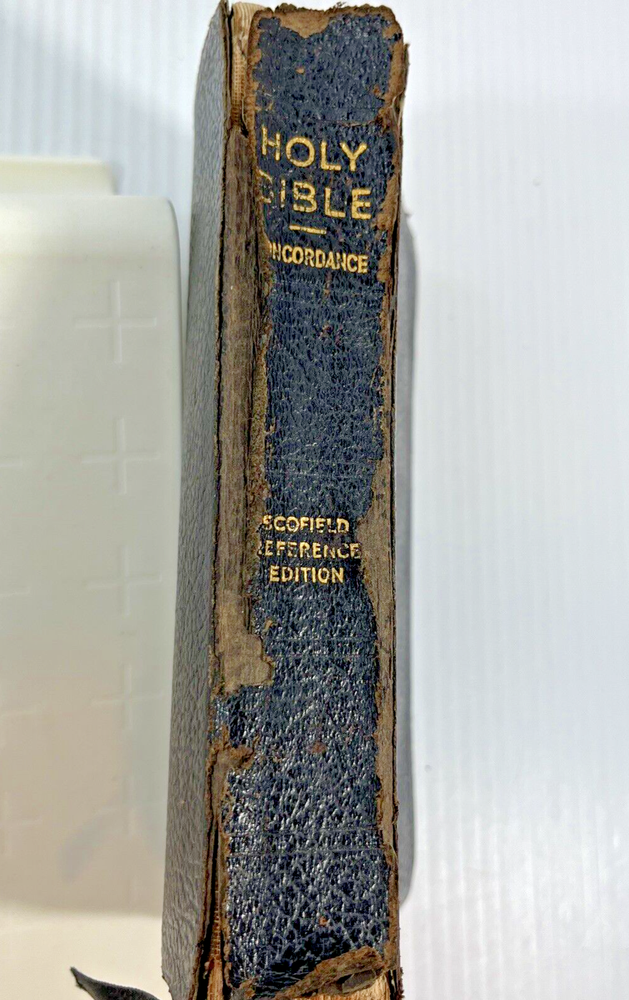 HOLY
BIBLE
CONCORDANCE
SCOFIELD
REFERENCE
EDITION